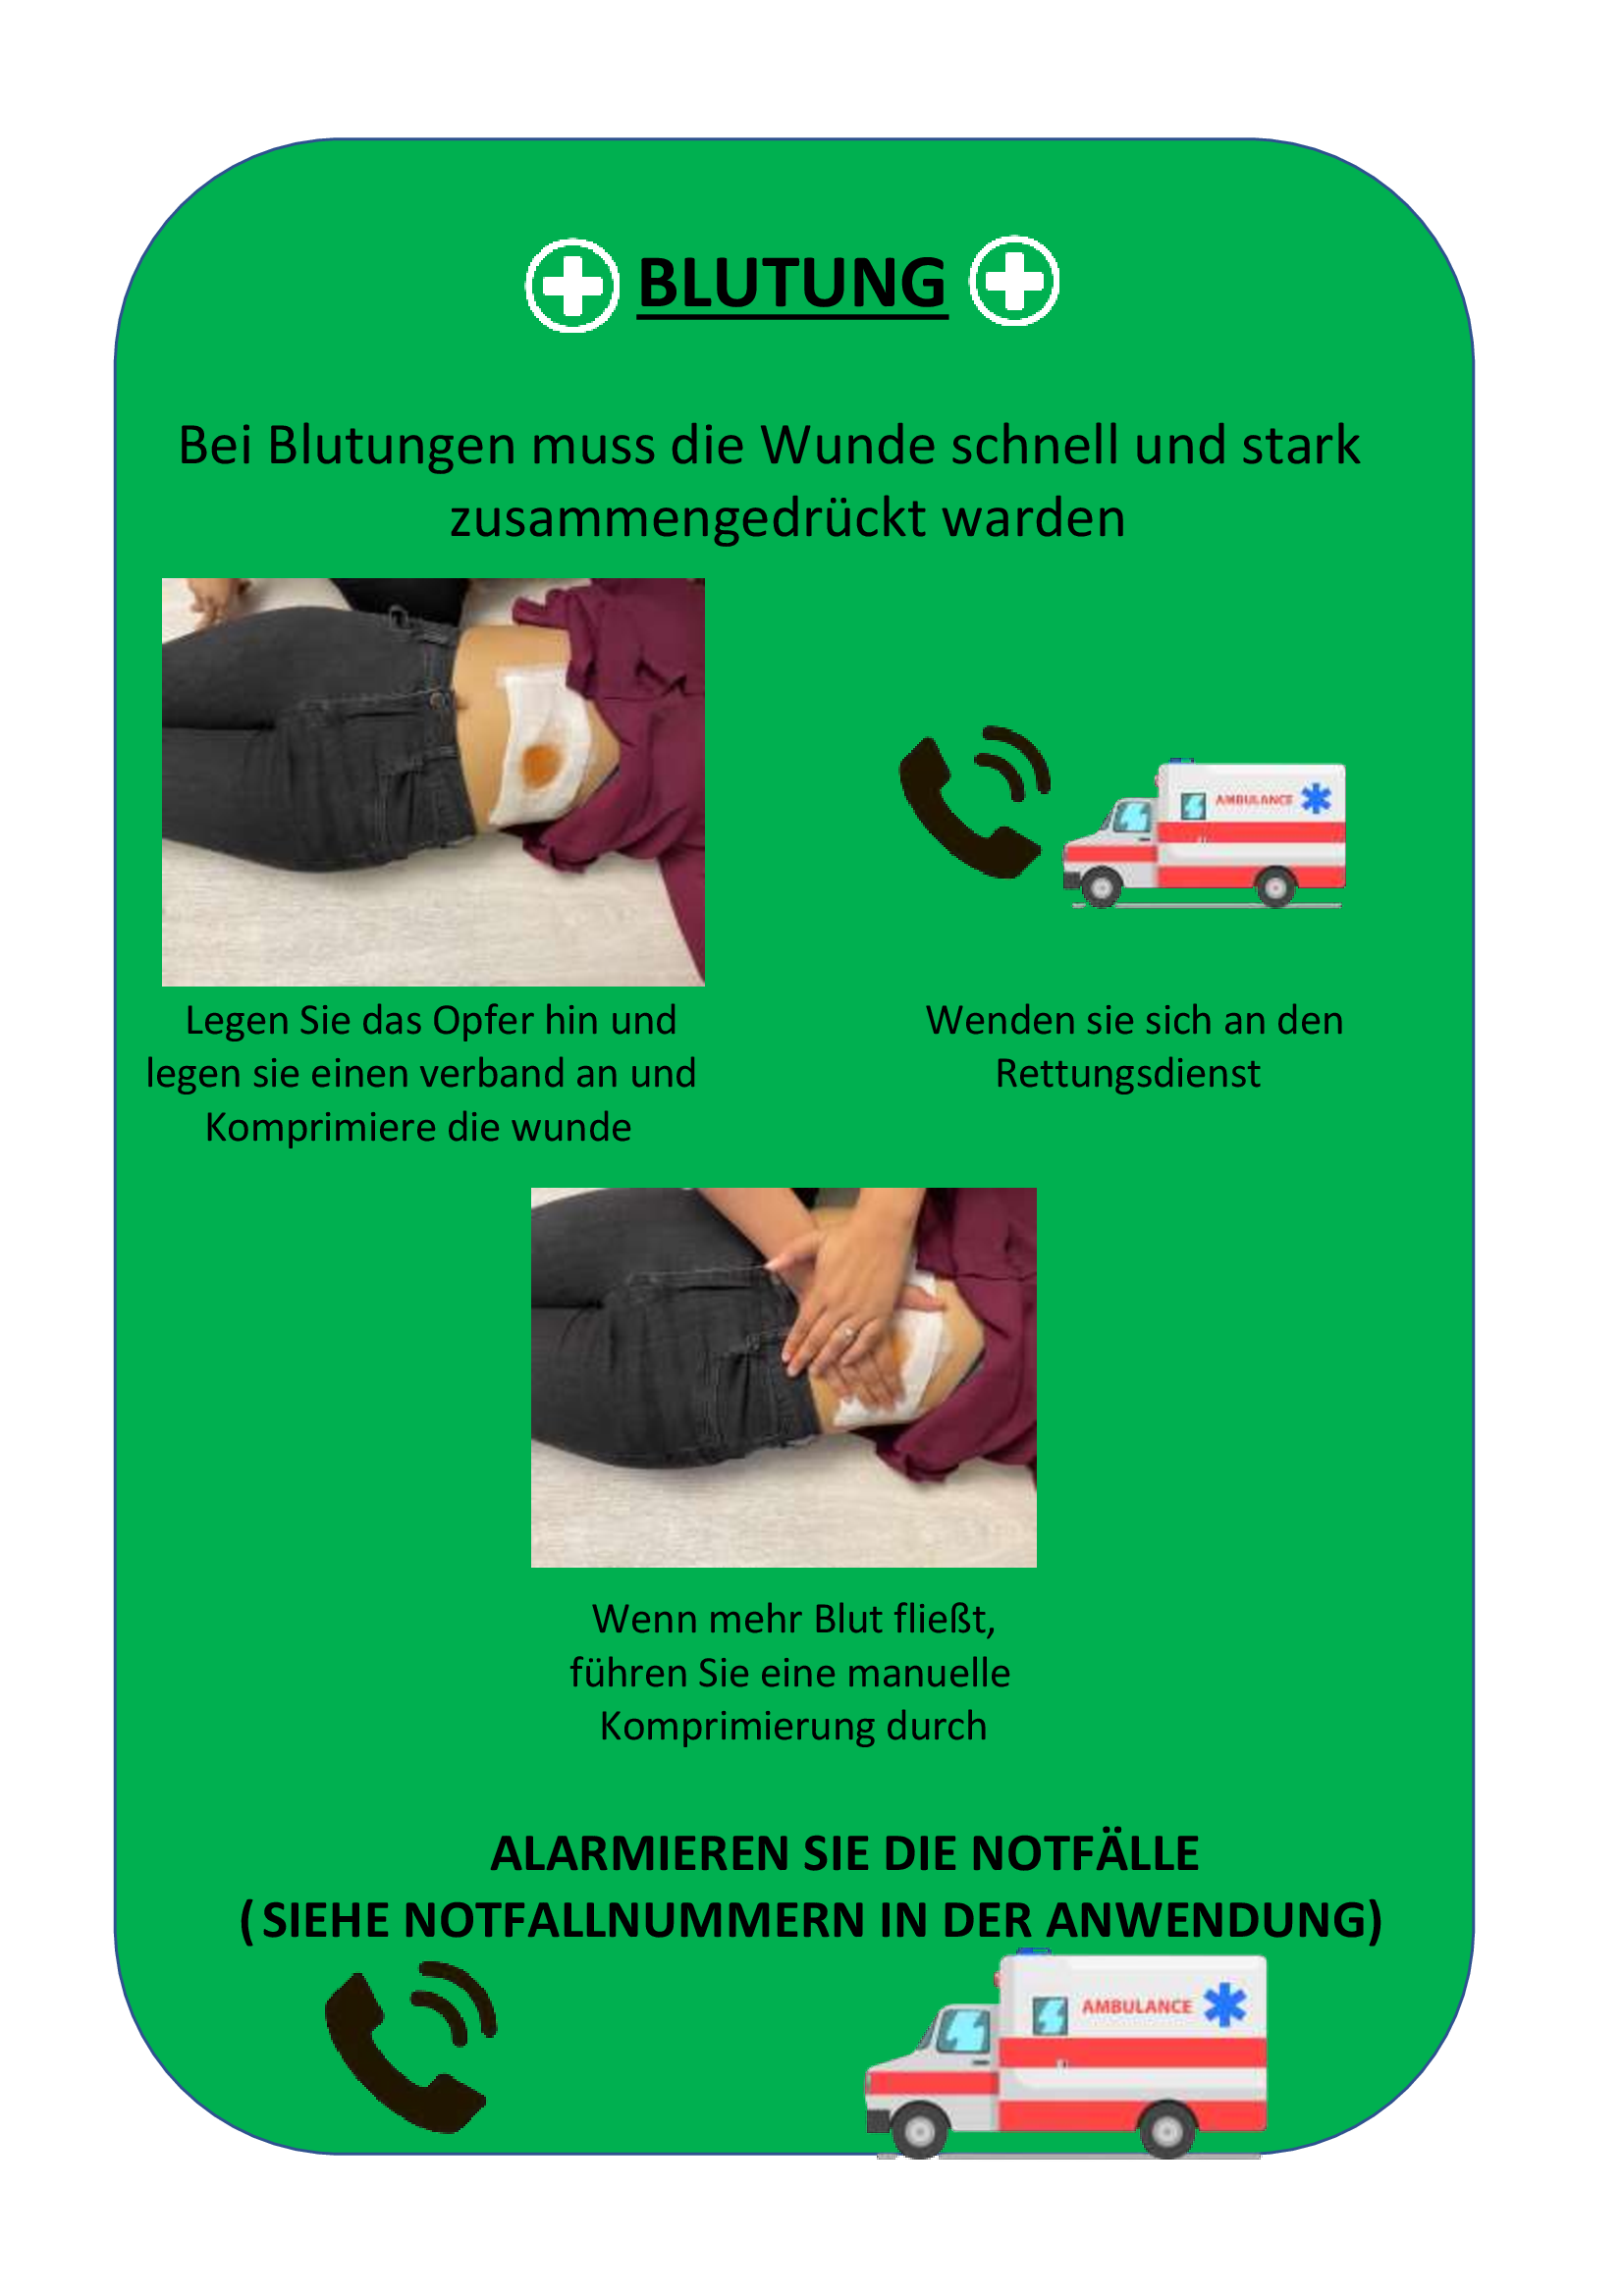 BLUTUNG
Bei Blutungen muss die Wunde schnell und stark
zusammengedrückt warden
AMBULANCE
Legen Sie das Opfer hin und
legen sie einen verband an und
Komprimiere die wunde
Wenden sie sich an den
Rettungsdienst
Wenn mehr Blut fließt,
führen Sie eine manuelle
Komprimierung durch
ALARMIEREN SIE DIE NOTFÄLLE
(SIEHE NOTFALLNUMMERN IN DER ANWENDUNG)
AMBULANCE